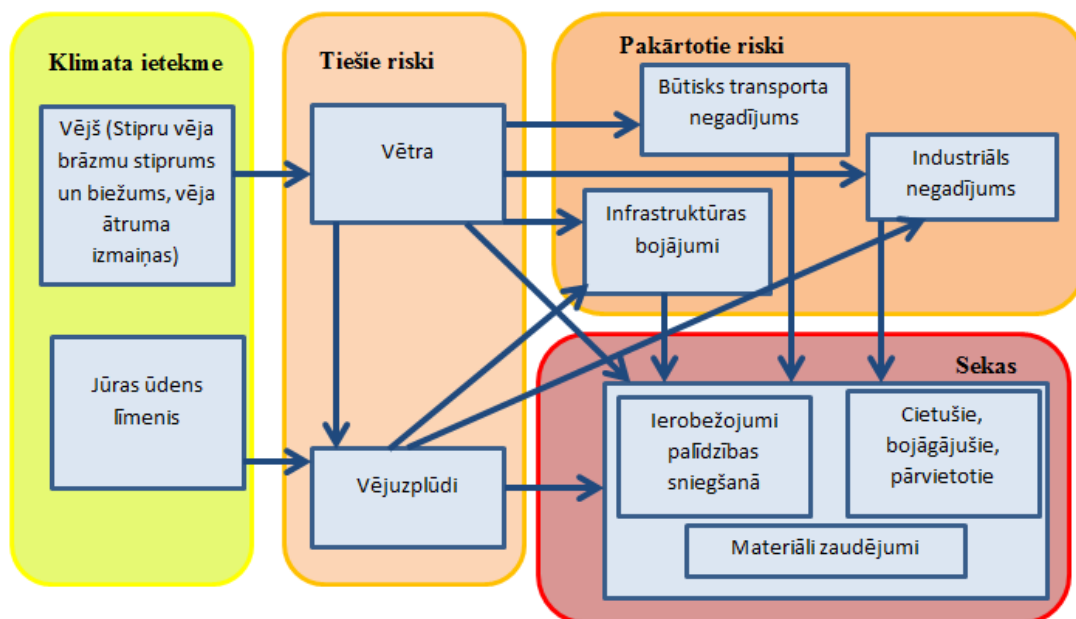 Klimata ietekme
Vējš (Stipru vēja
brāzmu stiprums
un biežums, vēja
ātruma
izmaiņas)
Jūras ūdens
līmenis
Tiešie riski
Vētra
Vējuzplūdi
Pakārtotie riski
Būtisks transporta
negadījums
Industriāls
negadījums
Infrastruktūras
bojājumi
Sekas
Ierobežojumi
palīdzības
sniegšanā
Cietušie,
bojāgājušie,
pārvietotie
Materiāli zaudējumi